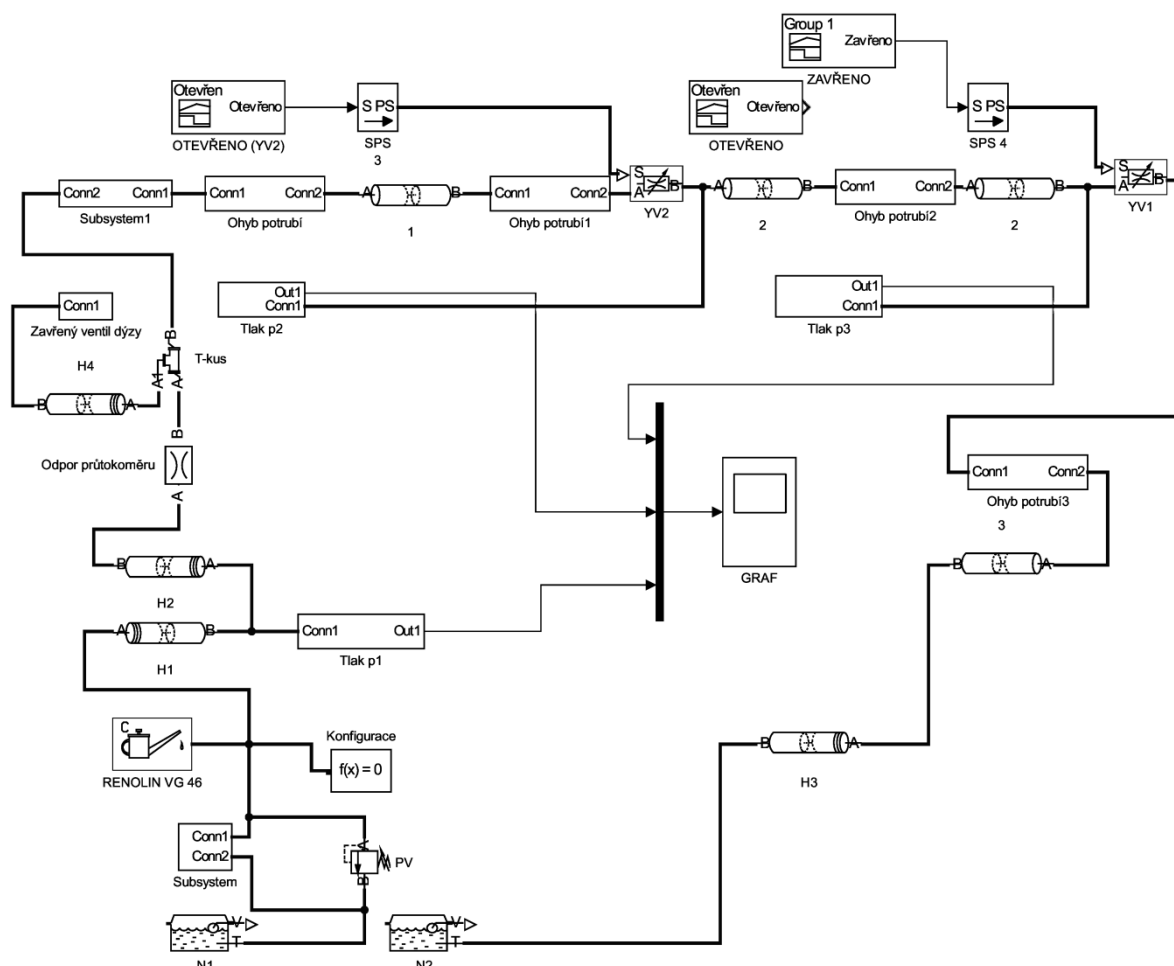 Group 1
Zavřeno
ZAVŘENO
Otevřen
Otevřeno
OTEVŘENO (YV2)
S PS
SPS
3
Otevřen
Otevřeno
OTEVŘENO
S PS
SPS 4
Conn2 Conn1
Subsystem1
Conn1 Conn2
Ohyb potrubí
A B
1
Conn1 Conn2
Ohyb potrubí1
S
A B
YV2
A B
2
Conn1 Conn2
Ohyb potrubí2
A B
2
S
A B
YV1
Out1
Conn1
Tlak p2
Out1
Conn1
Tlak p3
Conn1
Zavřený ventil dýzy
H4
B A
B
A1 A
T-kus
B
Odpor průtokoměru
A
GRAF
Conn1 Conn2
Ohyb potrubí3
3
B A
B A
H2
A B
H1
Conn1 Out1
Tlak p1
C
RENOLIN VG 46
Konfigurace
f(x) = 0
B A
H3
Conn1
Conn2
Subsystem
A
B
PV
V
T
N1
V
T
N2